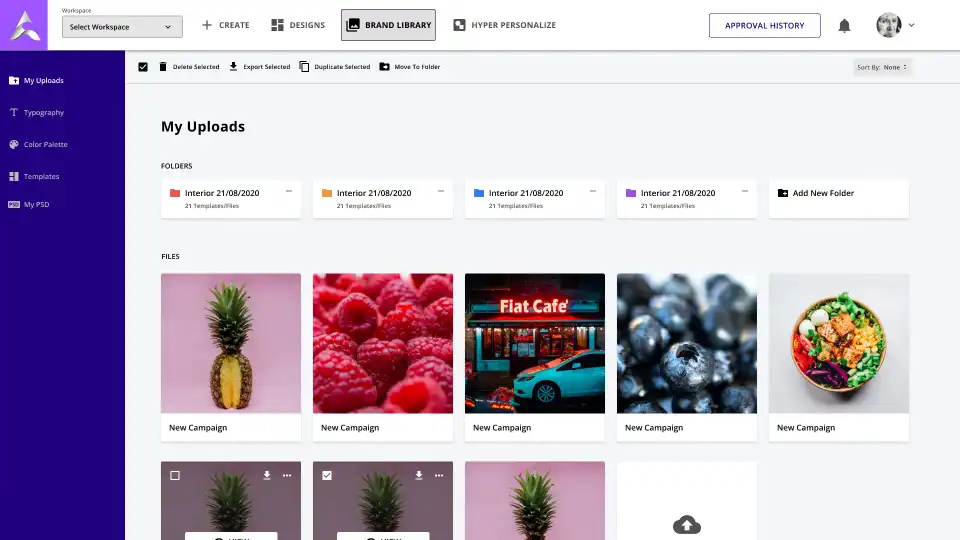 Workspace
Select Workspace
CREATE
DESIGNS
BRAND LIBRARY
HYPER PERSONALIZE
APPROVAL HISTORY
Delete Selected
Export Selected
Duplicate Selected
Move To Folder
Sort By: None
My Uploads
Typography
Color Palette
Templates
PSD My PSD
My Uploads
FOLDERS
Interior 21/08/2020
21 Templates/Files
Interior 21/08/2020
21 Templates/Files
Interior 21/08/2020
21 Templates/Files
Interior 21/08/2020
21 Templates/Files
Add New Folder
FILES
Fiat Cafe'
New Campaign
New Campaign
New Campaign
New Campaign
New Campaign
VIEW
VIEW